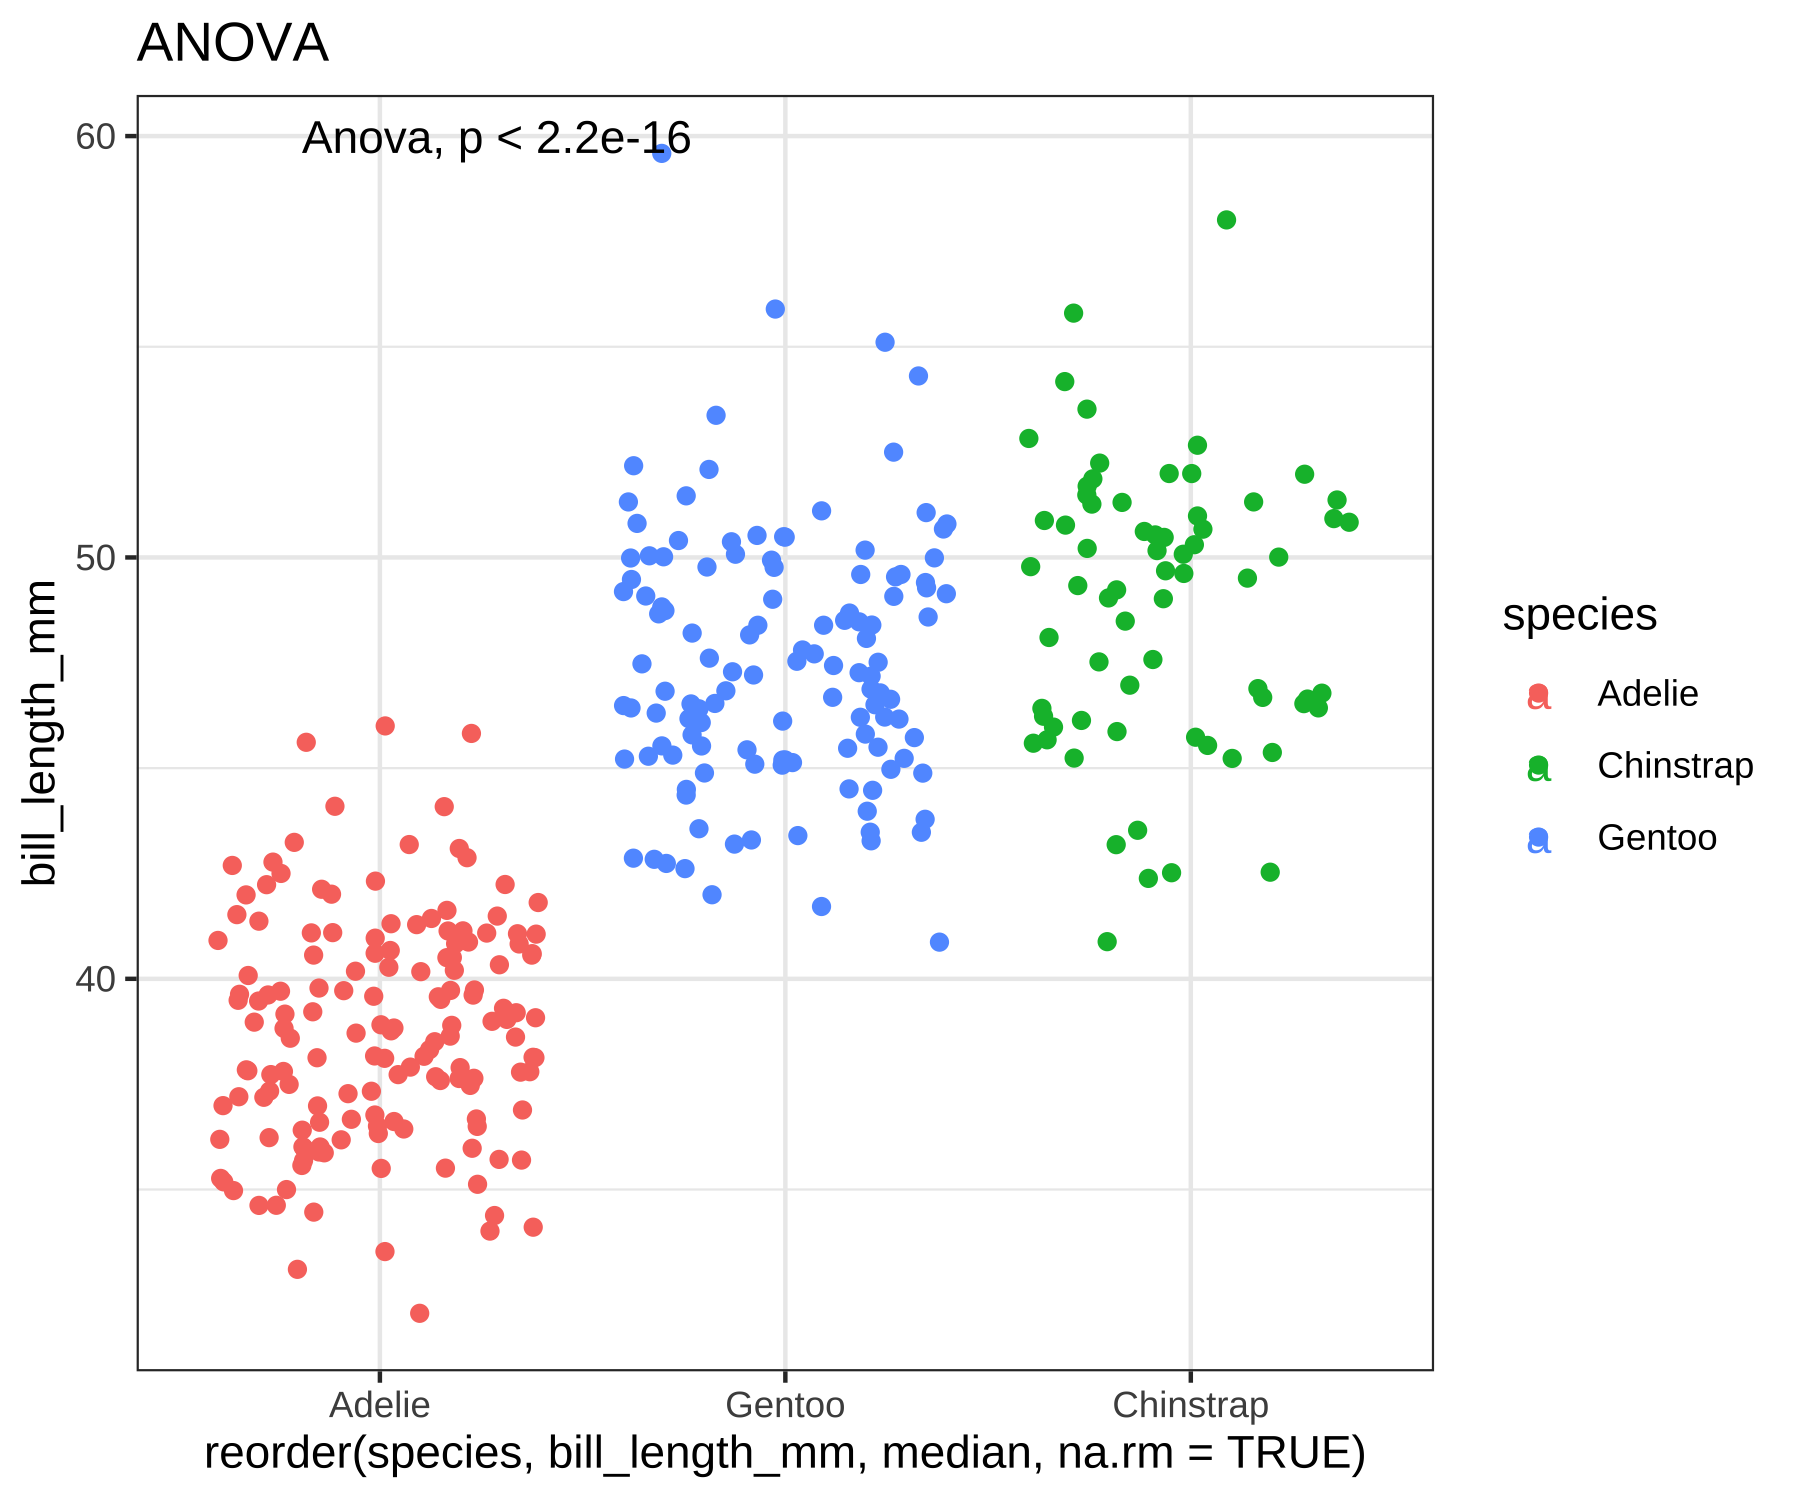 ANOVA
Anova, p < 2.2e-16
60
50
40
bill_length_mm
Adelie
Gentoo
Chinstrap
reorder(species, bill_length_mm, median, na.rm = TRUE)
species
a Adelie
a Chinstrap
a Gentoo